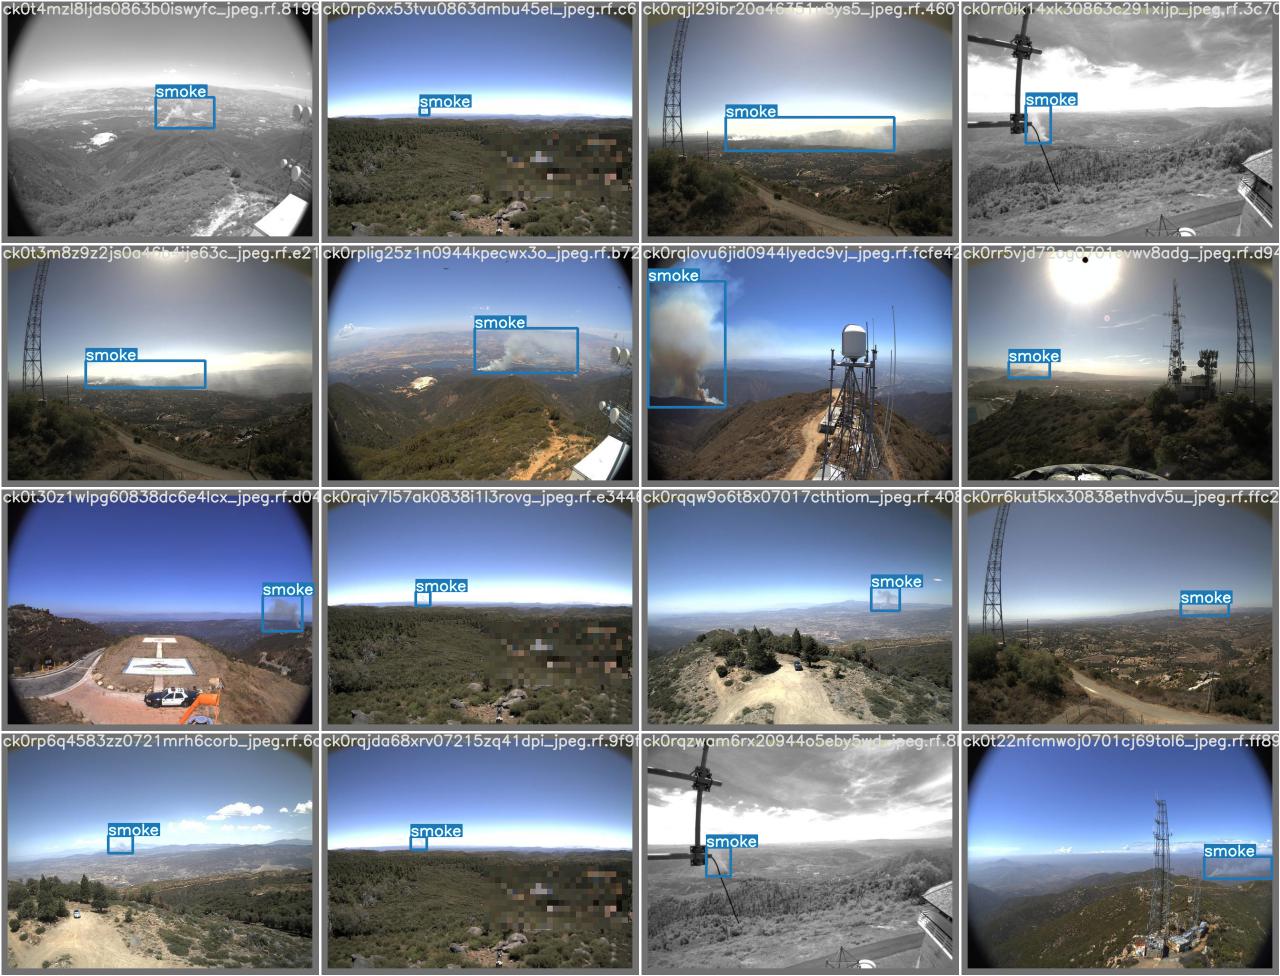 ck0t4mzl8ljds0863b0iswyfc_jpeg.rf.8199
smoke
ck0rp6xx53tvu0863dmbu45el_jpeg.rf.c6
smoke
smoke
ck0rr0ik14xk30863c291xijp_jpeg.rf.3c70
smoke
smoke
ck0rplig25z1n0944kpecwx3o_jpeg.rf.b72
smoke
ck0rqlovu6jid0944lyedc9vj_jpeg.rf.fcfe42
smoke
smoke
ck0t30z1wlpg60838dc6e4lcx_jpeg.rf.d04
smoke
ck0rqiv7l57ak0838i1l3rovg_jpeg.rf.e3446
smoke
ck0rqqw9o6t8x07017cthtiom_jpeg.rf.408
smoke
ck0rr6kut5kx30838ethvdv5u_jpeg.rf.ffc2
smoke
ck0rp6q4583zz0721mrh6corb_jpeg.rf.6c
smoke
ck0rqjda68xrv07215zq41dpi_jpeg.rf.9f9f
smoke
smoke
ck0t22nfcmwoj0701cj69tol6_jpeg.rf.ff89
smoke